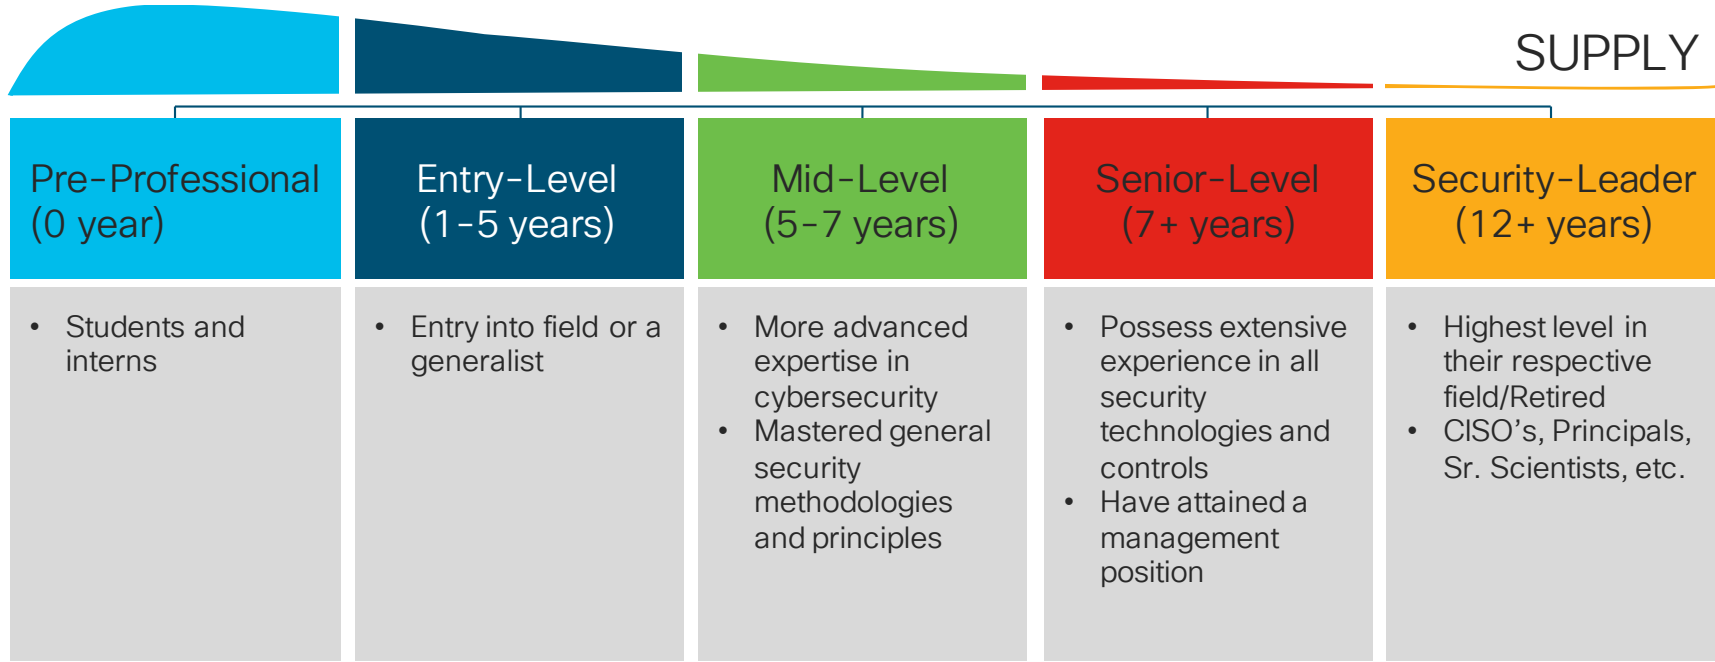 SUPPLY
Pre-Professional
(0 year)
Entry-Level
(1-5 years)
Mid-Level
(5-7 years)
Senior-Level
(7+ years)
Security-Leader
(12+ years)
• Students and
interns
• Entry into field or a
generalist
• More advanced
expertise in
cybersecurity
• Mastered general
security
methodologies
and principles
• Possess extensive
experience in all
security
technologies and
controls
• Have attained a
management
position
• Highest level in
their respective
field/Retired
• CISO’s, Principals,
Sr. Scientists, etc.